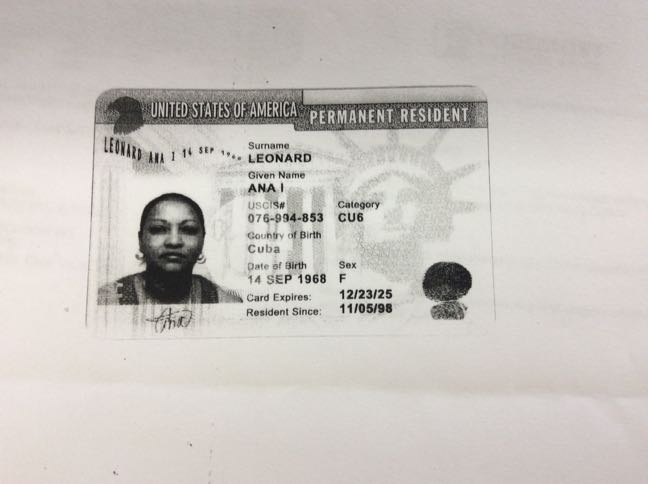 UNITED STATES OF AMERICA
PERMANENT RESIDENT
LEONARD ANA I 14 SEP
Surname
LEONARD
Given Name
ANA I
USCIS# Category
076-994-853 CU6
Country of Birth
Cuba
Date of Birth Sex
14 SEP 1968 F
Card Expires: 12/23/25
Resident Since: 11/05/98
Ana